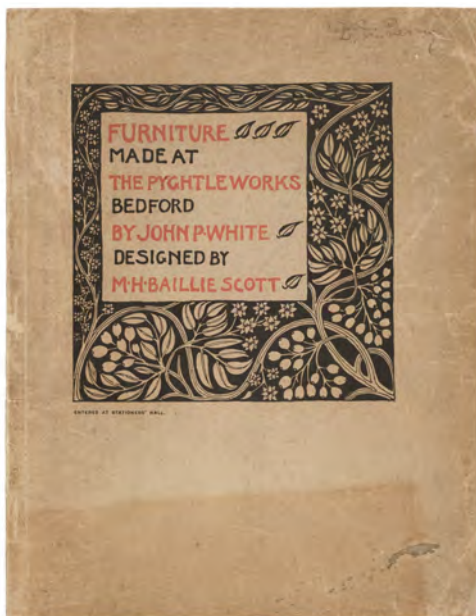 FURNITURE
MADE AT
THE PYGHTLE WORKS
BEDFORD
BY JOHN P. WHITE
DESIGNED BY
M·H·BAILLIE SCOTT
ENTERED AT STATIONERS' HALL.